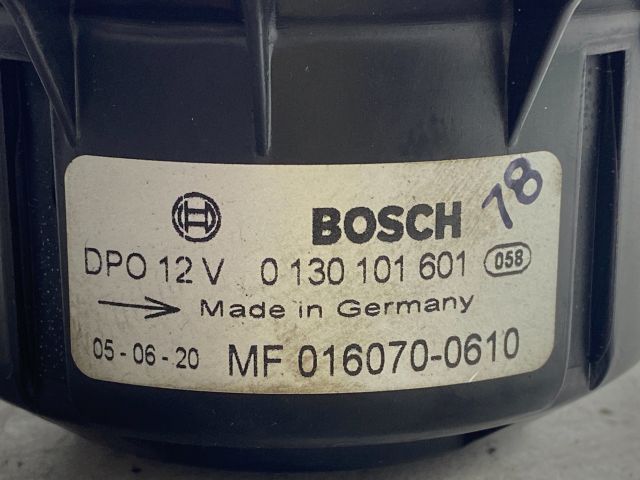 BOSCH 78
DPO 12 V 0 130 101 601 058
Made in Germany
05 - 06 - 20 MF 016070-0610